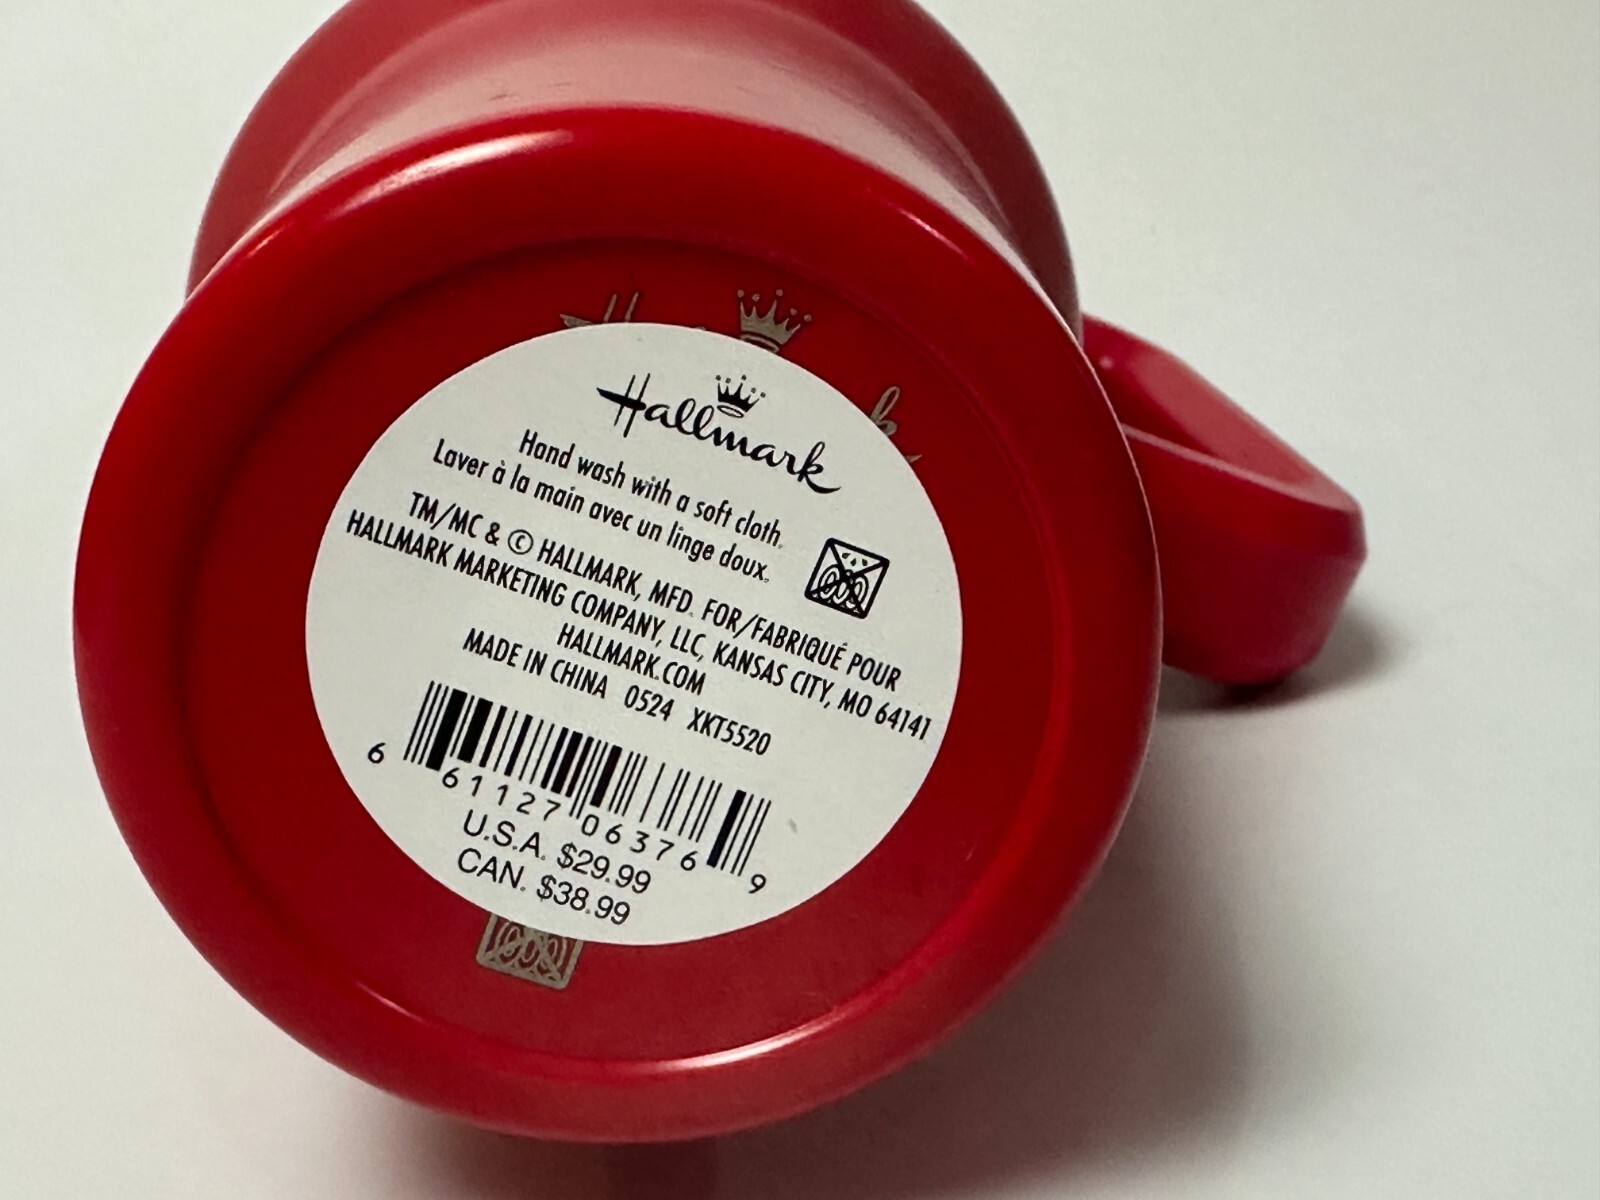 Hallmark
Hand wash with a soft cloth.
Laver à la main avec un linge doux.
TM/MC & © HALLMARK, MFD. FOR/FABRIQUÉ POUR
HALLMARK MARKETING COMPANY, LLC, KANSAS CITY, MO 64141
HALLMARK.COM
MADE IN CHINA 0524 XKT5520
6 61127 06376 9
U.S.A. $29.99
CAN. $38.99